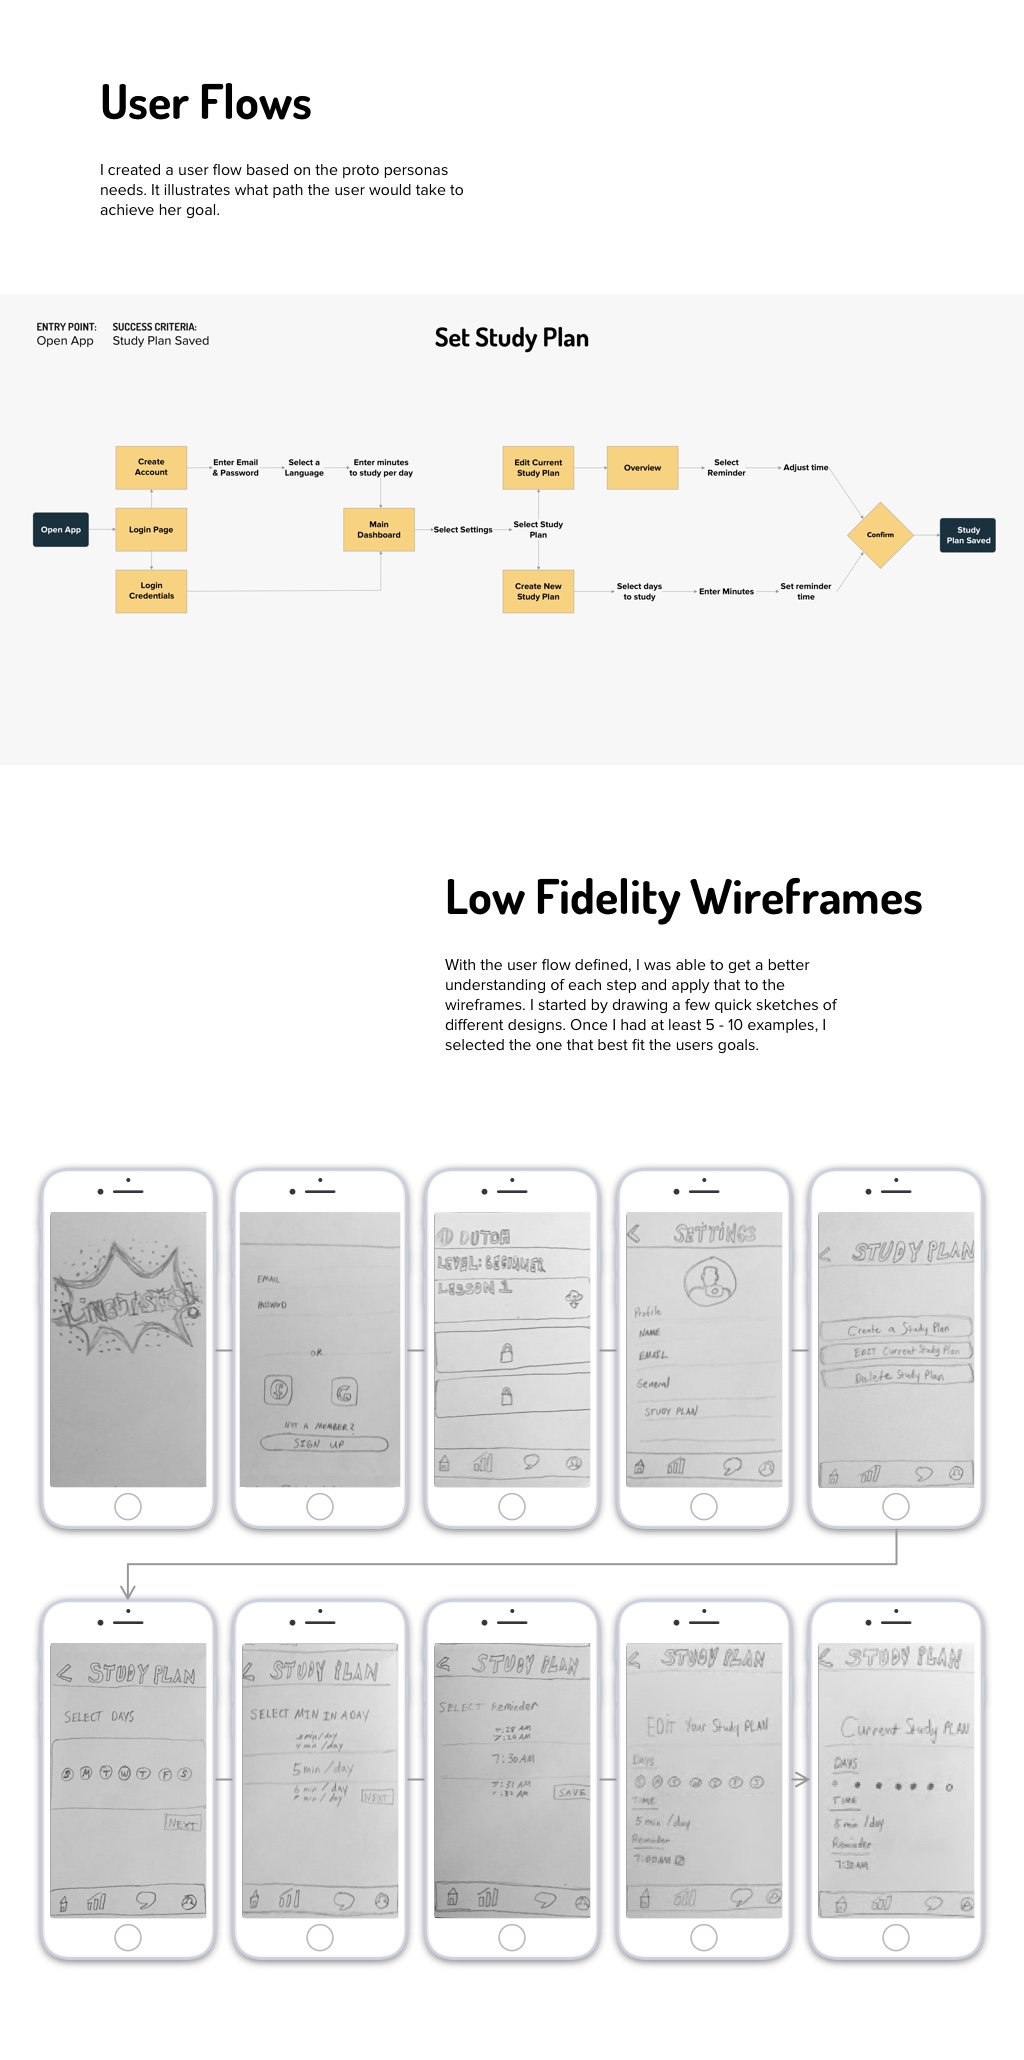 User Flows
I created a user flow based on the proto personas
needs. It illustrates what path the user would take to
achieve her goal.
ENTRY POINT:
Open App
SUCCESS CRITERIA:
Study Plan Saved
Set Study Plan
Open App
Create
Account
Login Page
Login
Credentials
Enter Email
& Password
Select a
Language
Enter minutes
to study per day
Main
Dashboard
Select Settings
Select Study
Plan
Edit Current
Study Plan
Overview
Select
Reminder
Adjust time
Create New
Study Plan
Select days
to study
Enter Minutes
Set reminder
time
Confirm
Study
Plan Saved
Low Fidelity Wireframes
With the user flow defined, I was able to get a better
understanding of each step and apply that to the
wireframes. I started by drawing a few quick sketches of
different designs. Once I had at least 5 - 10 examples, I
selected the one that best fit the users goals.
EMAIL
PASSWORD
OR
G
NOT A MEMBER?
SIGN UP
DUTCH
LEVEL: BEGINNER
LESSON 1
SETTINGS
Profile
NAME
EMAIL
General
STUDY PLAN
STUDY PLAN
Create a Study Plan
EDIT Current Study Plan
Delete Study Plan
STUDY PLAN
SELECT DAYS
S M T W T F S
NEXT
STUDY PLAN
SELECT MIN IN A DAY
4 min /day
5 min /day
6 min /day
NEXT
STUDY PLAN
SELECT Reminder
7:28 AM
7:29 AM
7:30 AM
7:31 AM
7:32 AM
SAVE
STUDY PLAN
EDIT Your Study PLAN
DAYS
S M T W T F S
TIME
5 min /day
Reminder
7:00 AM
STUDY PLAN
Current Study PLAN
DAYS
TIME
5 min /day
Reminder
7:30 AM